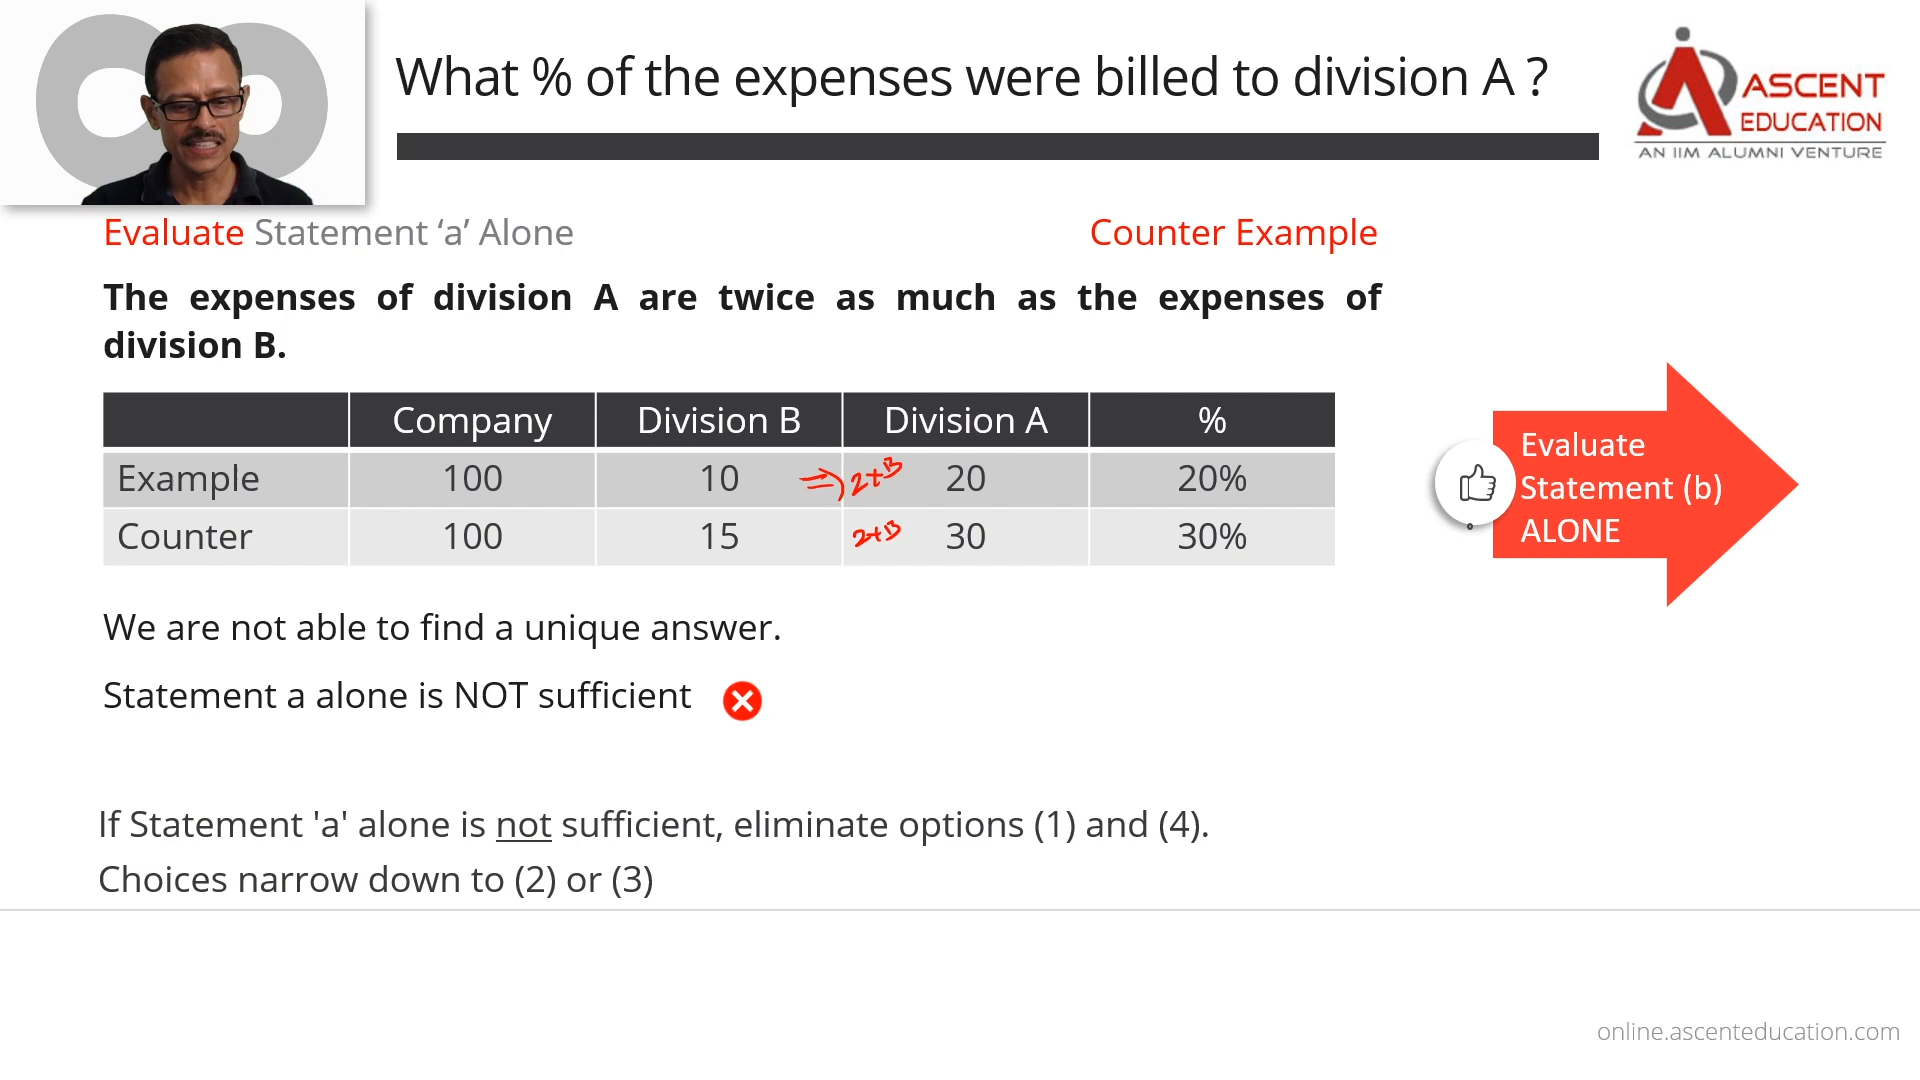 What % of the expenses were billed to division A ?
ASCENT
EDUCATION
AN IIM ALUMNI VENTURE
Evaluate Statement ‘a’ Alone
Counter Example
The expenses of division A are twice as much as the expenses of
division B.
Company Division B Division A %
Example 100 10 ⇒ 2+B 20 20%
Counter 100 15 2+B 30 30%
Evaluate
Statement (b)
ALONE
We are not able to find a unique answer.
Statement a alone is NOT sufficient
If Statement 'a' alone is not sufficient, eliminate options (1) and (4).
Choices narrow down to (2) or (3)
online.ascenteducation.com